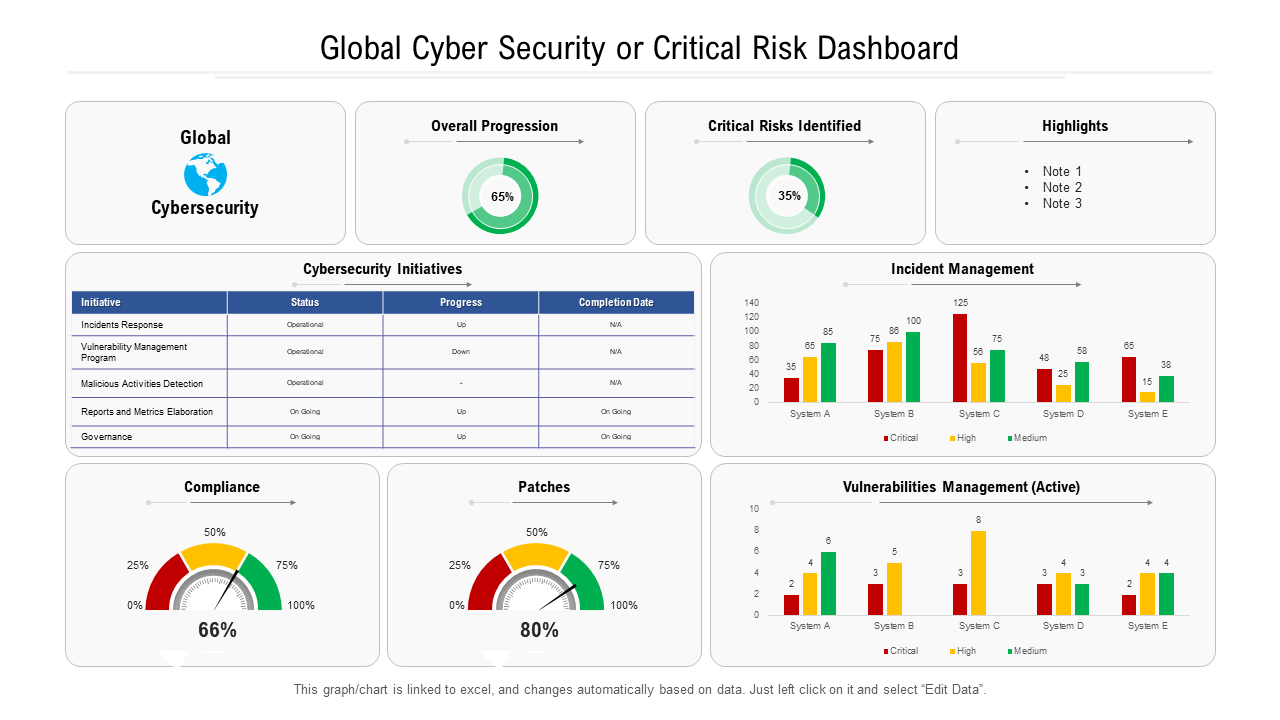 Global Cyber Security or Critical Risk Dashboard
Global
Cybersecurity
Overall Progression
65%
Critical Risks Identified
35%
Highlights
• Note 1
• Note 2
• Note 3
Cybersecurity Initiatives
Initiative Status Progress Completion Date
Incidents Response Operational Up N/A
Vulnerability Management
Program Operational Down N/A
Malicious Activities Detection Operational - N/A
Reports and Metrics Elaboration On Going Up On Going
Governance On Going Up On Going
Incident Management
140
120
100
80
60
40
20
0
35 65 85
75 86 100
125 56 75
48 25 58
65 15 38
System A System B System C System D System E
Critical High Medium
Compliance
0% 25% 50% 75% 100%
66%
Patches
0% 25% 50% 75% 100%
80%
Vulnerabilities Management (Active)
10
8
6
4
2
0
2 4 6
3 5
3 8
3 4 3
2 4 4
System A System B System C System D System E
Critical High Medium
This graph/chart is linked to excel, and changes automatically based on data. Just left click on it and select “Edit Data”.